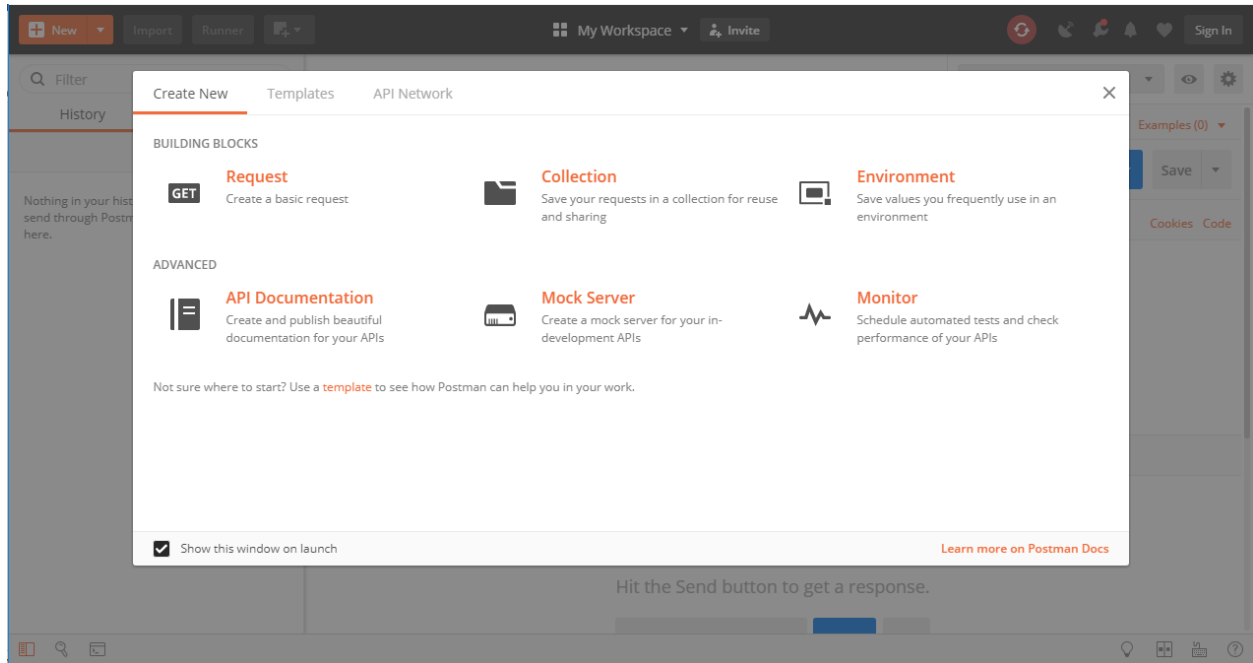 New
Import
Runner
My Workspace
Invite
Sign In
Filter
History
Nothing in your hist
send through Postm
here.
Create New
Templates
API Network
BUILDING BLOCKS
GET
Request
Create a basic request
Collection
Save your requests in a collection for reuse
and sharing
Environment
Save values you frequently use in an
environment
ADVANCED
API Documentation
Create and publish beautiful
documentation for your APIs
Mock Server
Create a mock server for your in-
development APIs
Monitor
Schedule automated tests and check
performance of your APIs
Not sure where to start? Use a template to see how Postman can help you in your work.
Show this window on launch
Learn more on Postman Docs
Examples (0)
Save
Cookies Code
Hit the Send button to get a response.